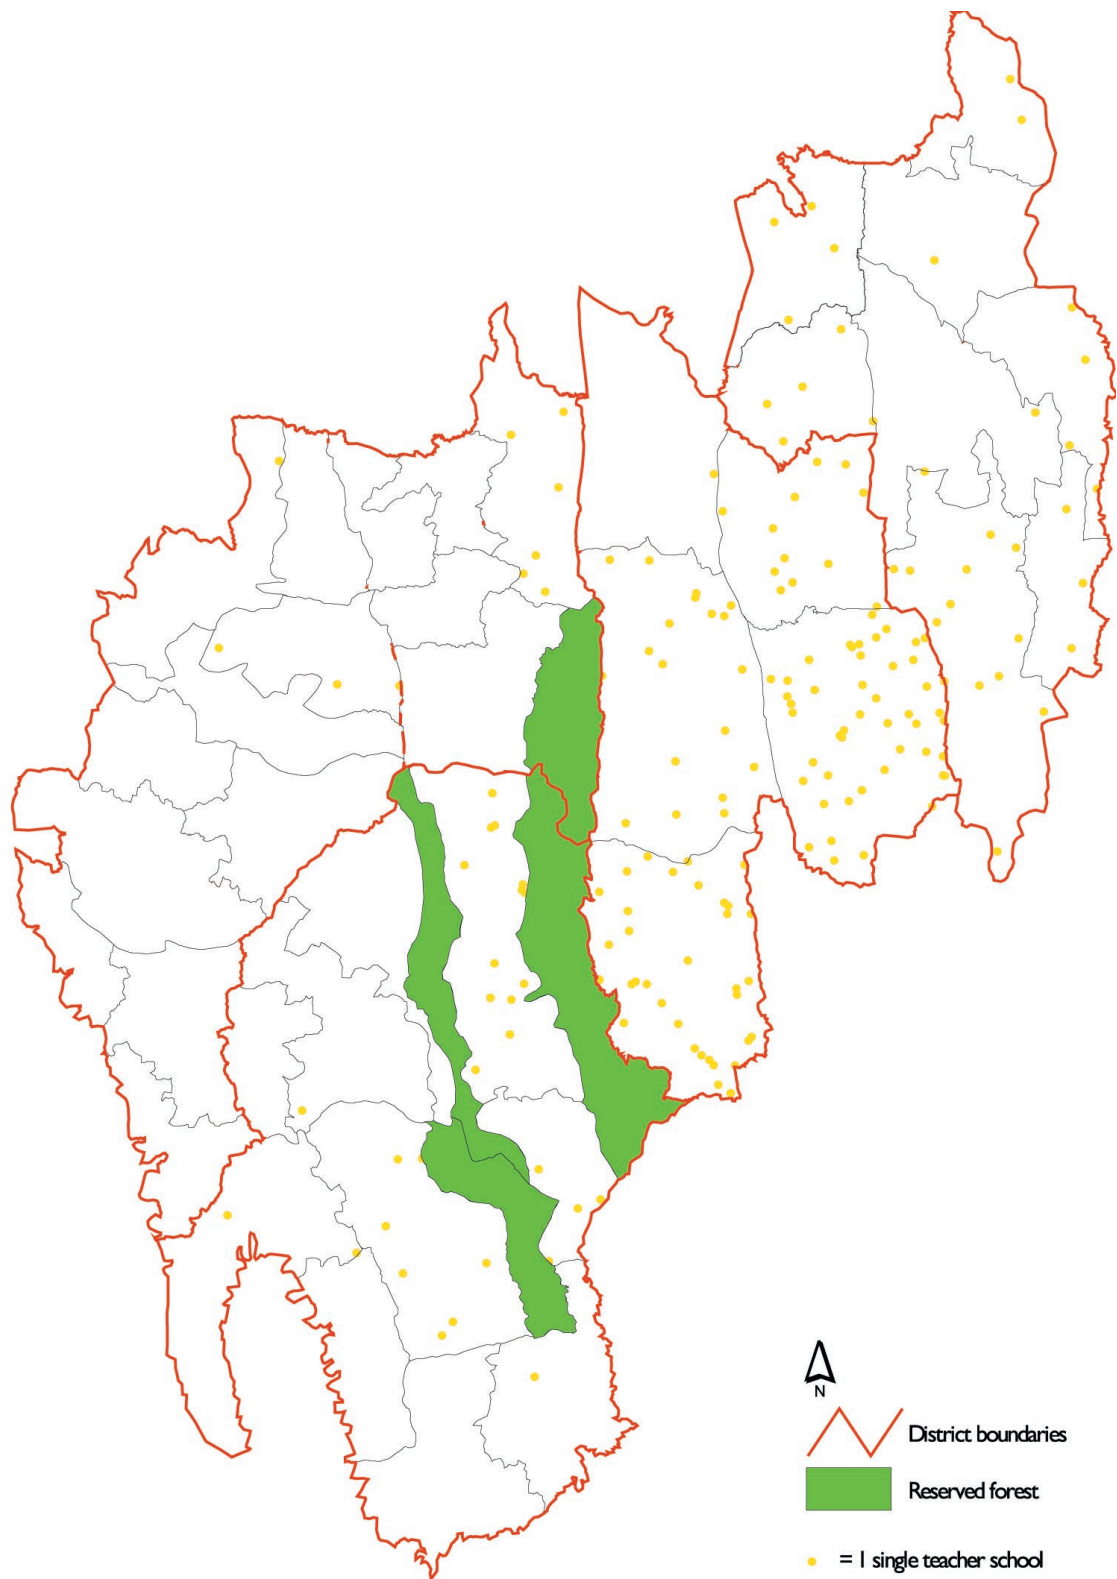 N
District boundaries
Reserved forest
= 1 single teacher school